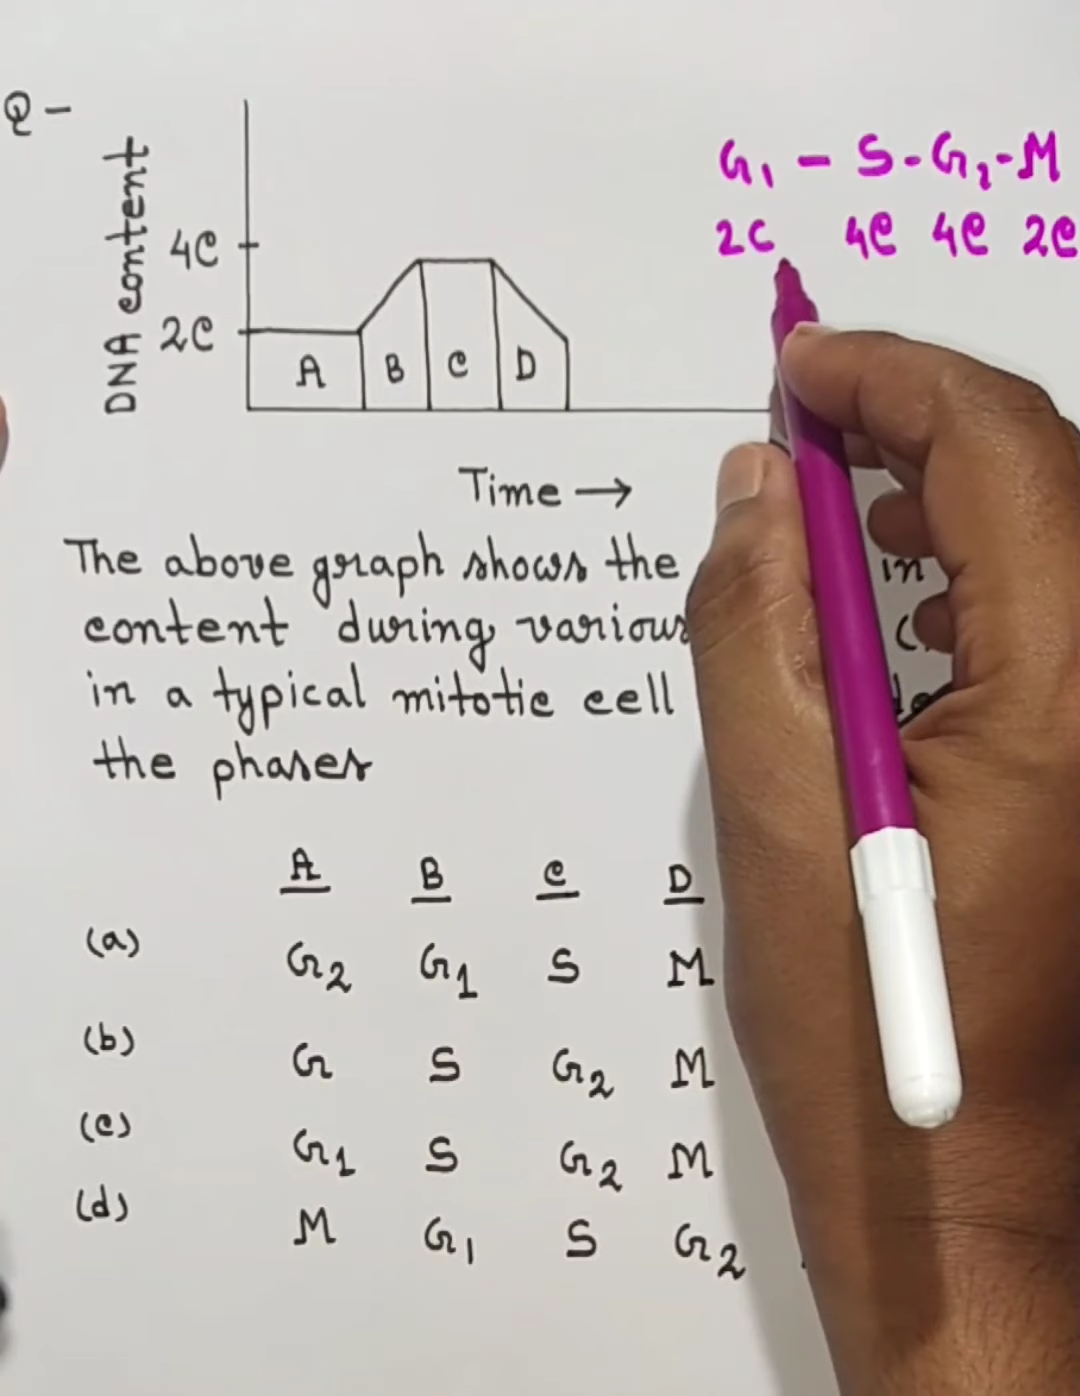 Q -
G1 - S - G2 - M
2C 4C 4C 2C
DNA content
4C
2C
A B C D
Time →
The above graph shows the in
content during various (
in a typical mitotic cell
the phases
A B C D
(a) G2 G1 S M
(b) G S G2 M
(c) G1 S G2 M
(d) M G1 S G2